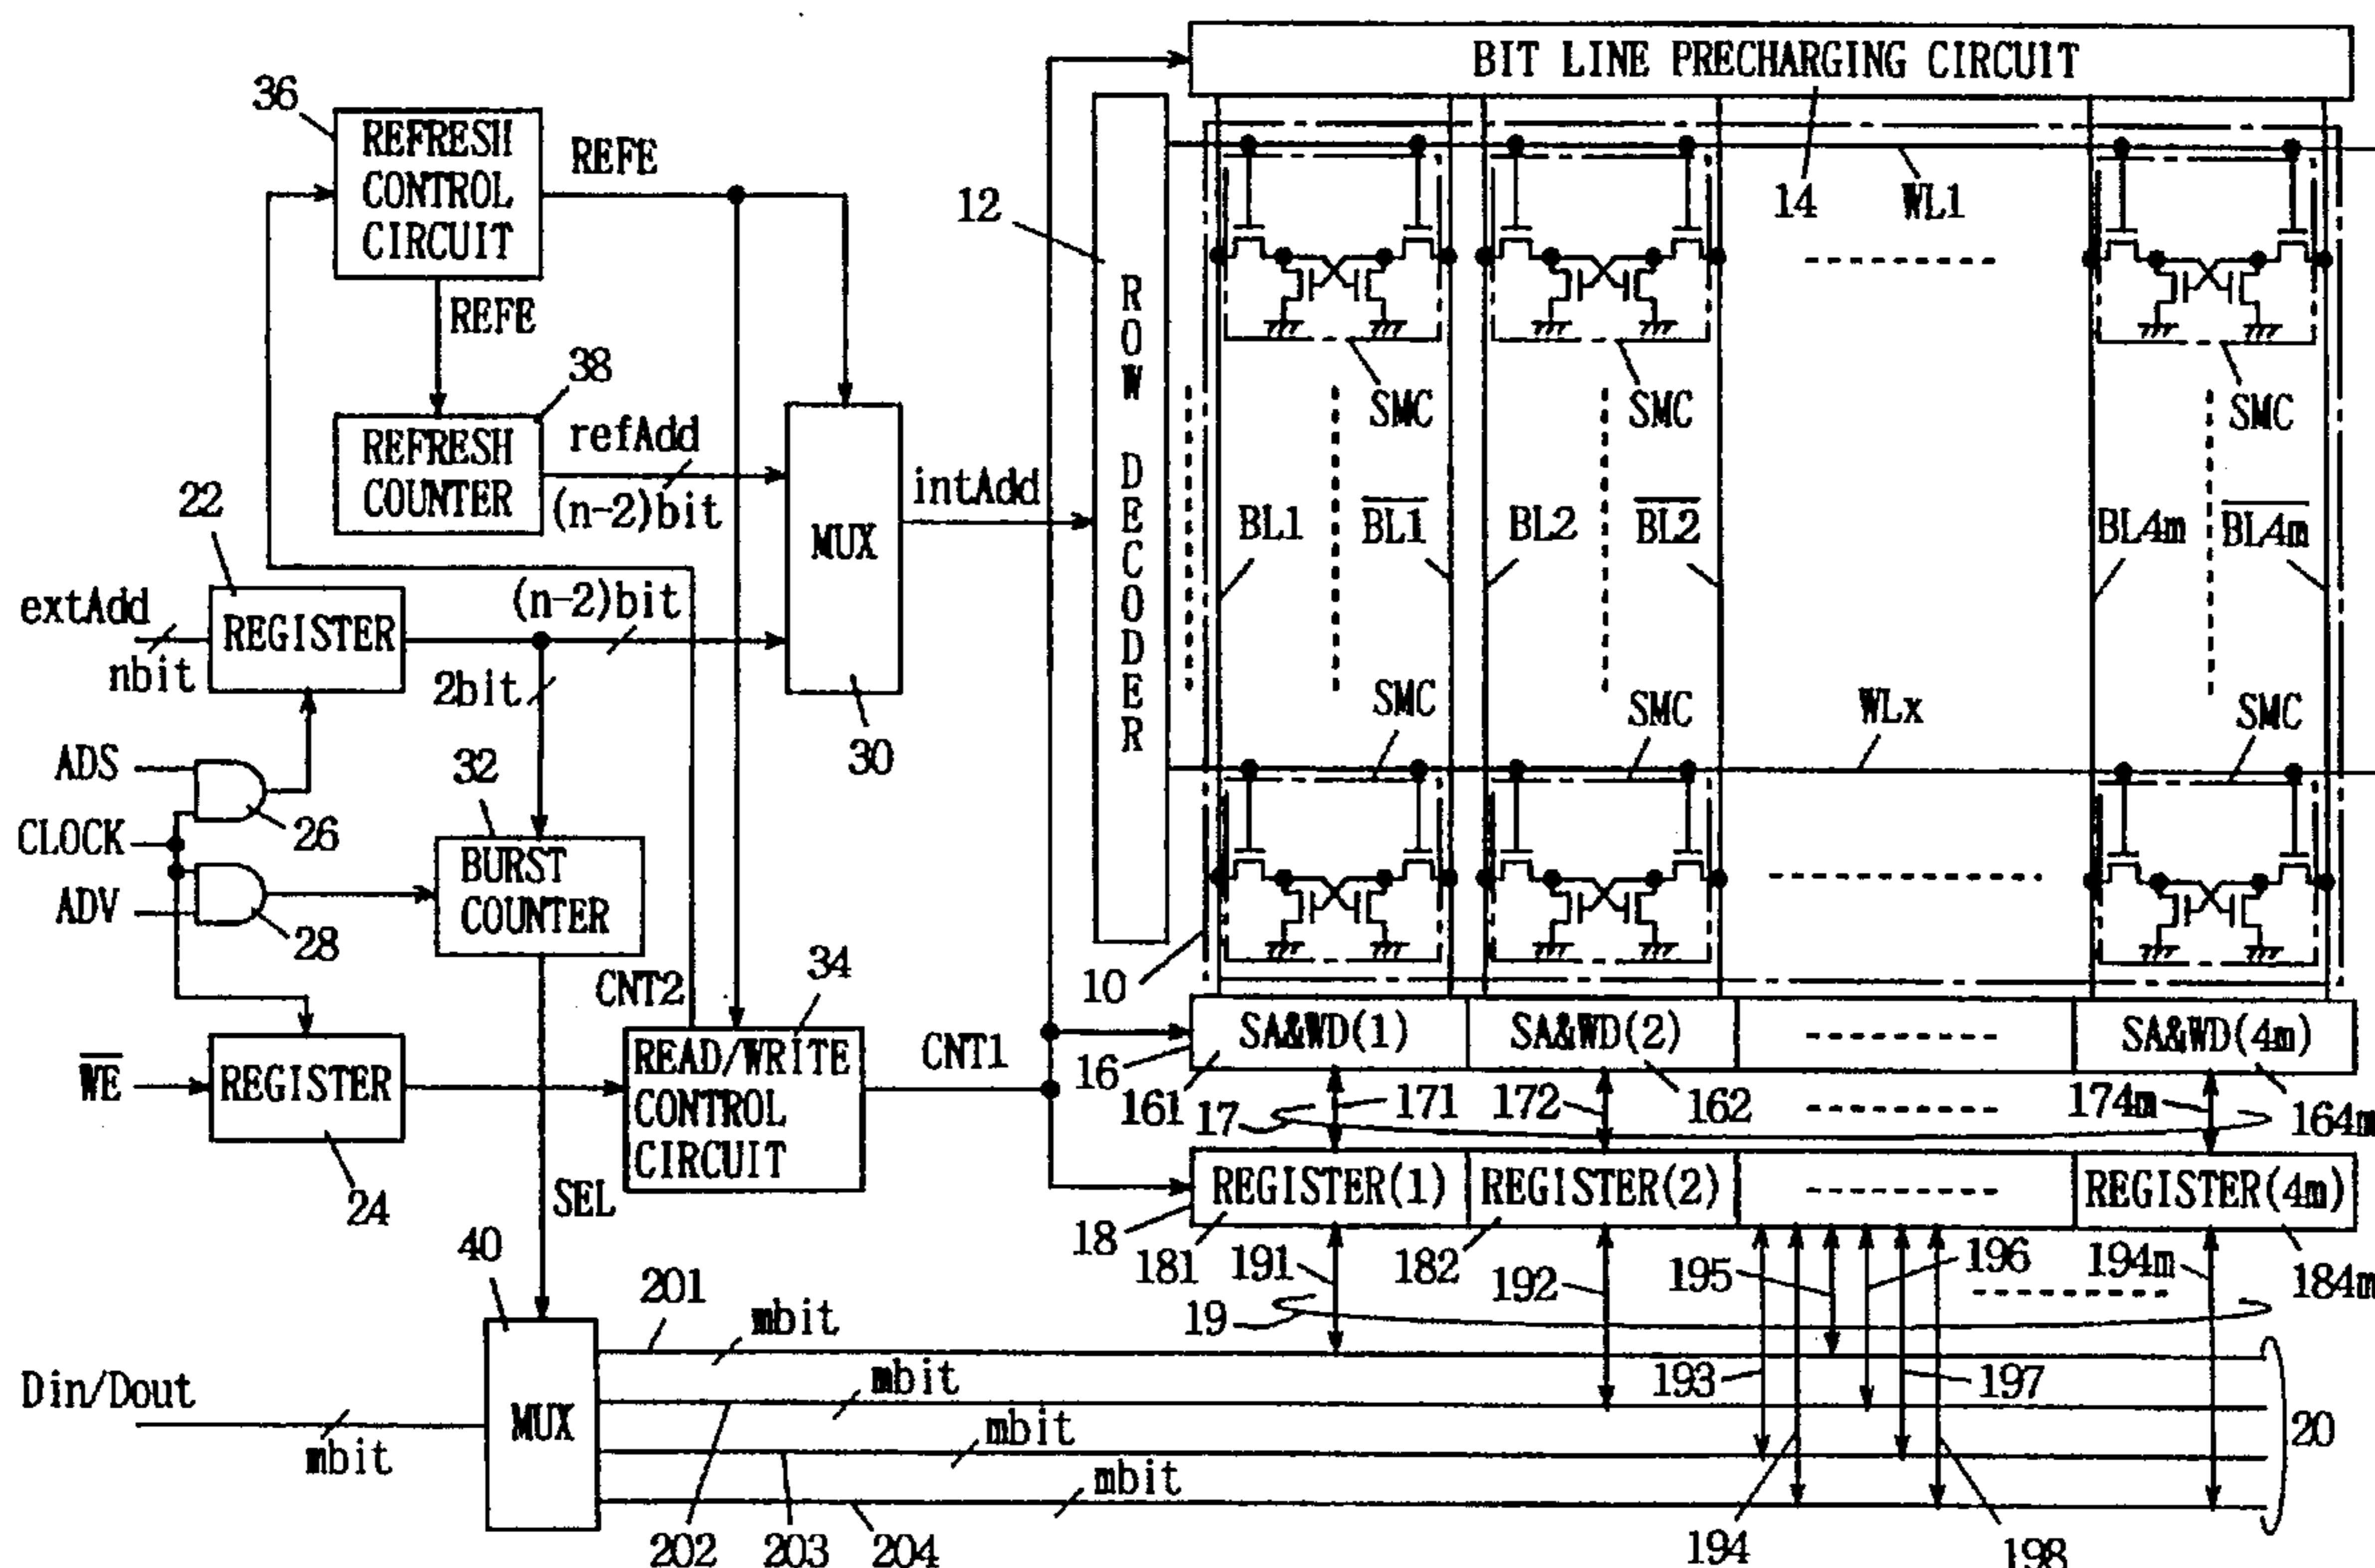 BIT LINE PRECHARGING CIRCUIT
36
REFRESH
CONTROL
CIRCUIT
REFE
12
14
WL1
REFE
38
REFRESH
COUNTER
refAdd
(n-2)bit
MUX
intAdd
ROW DECODER
SMC
SMC
SMC
22
BL1
BL1
BL2
BL2
BL4m
BL4m
extAdd
nbit
REGISTER
(n-2)bit
2bit
30
SMC
SMC
WLx
SMC
ADS
26
32
CLOCK
BURST
COUNTER
ADV
28
CNT2
34
10
WE
REGISTER
24
READ/WRITE
CONTROL
CIRCUIT
CNT1
16
SA&WD(1)
SA&WD(2)
SA&WD(4m)
161
17
171
172
162
174m
164m
SEL
REGISTER(1)
REGISTER(2)
REGISTER(4m)
18
181
191
182
192
195
196
194m
184m
40
201
mbit
19
Din/Dout
mbit
MUX
mbit
mbit
mbit
193
197
20
202
203
204
194
198